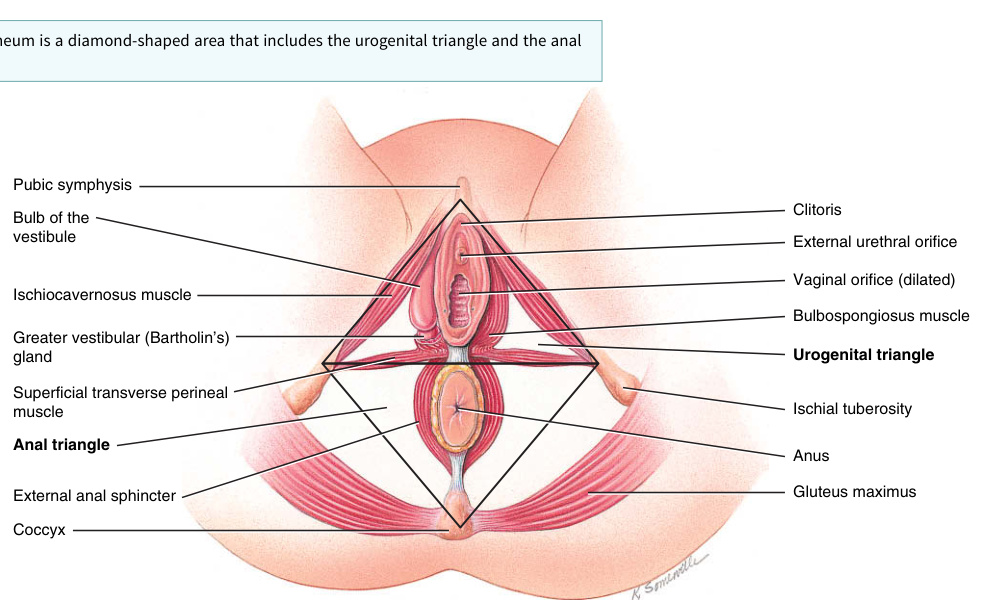 neum is a diamond-shaped area that includes the urogenital triangle and the anal
Pubic symphysis
Bulb of the
vestibule
Ischiocavernosus muscle
Greater vestibular (Bartholin’s)
gland
Superficial transverse perineal
muscle
Anal triangle
External anal sphincter
Coccyx
Clitoris
External urethral orifice
Vaginal orifice (dilated)
Bulbospongiosus muscle
Urogenital triangle
Ischial tuberosity
Anus
Gluteus maximus
K. Somerville